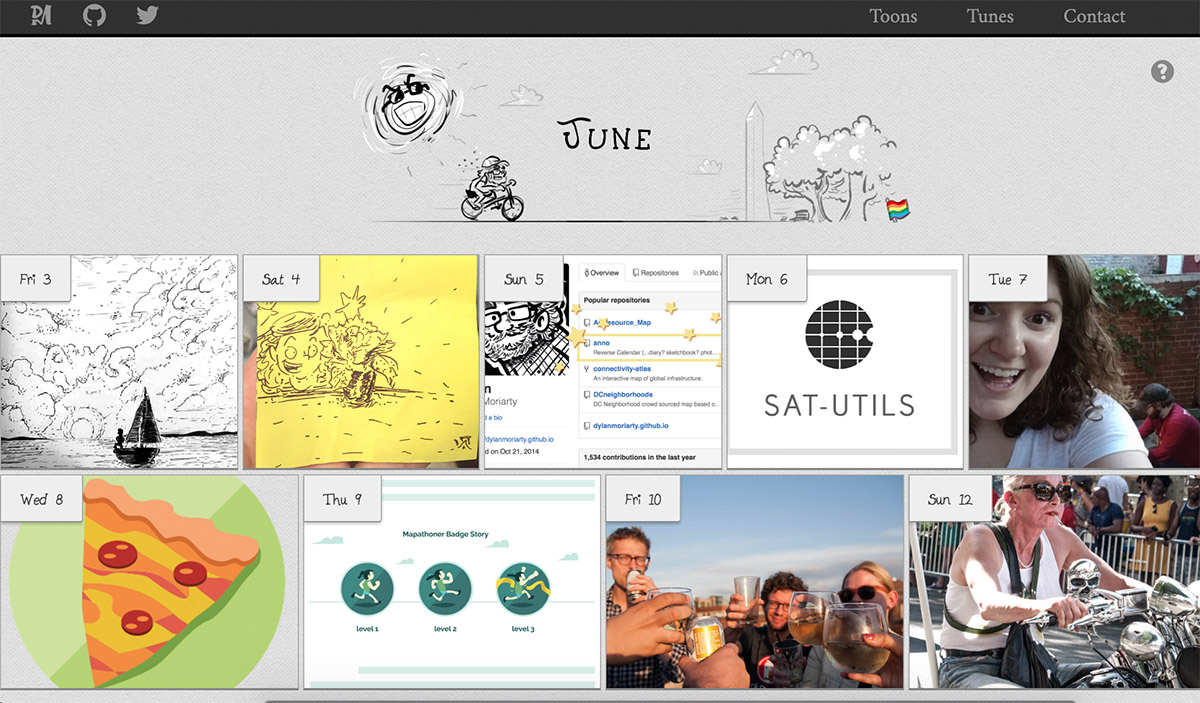 Toons Tunes Contact
?
JUNE
Fri 3
Sat 4
Sun 5
Overview Repositories Public
Popular repositories
anno
Reverse Calendar (...diary? sketchbook? phot...
connectivity-atlas
An interactive map of global infrastructure.
DCneighborhoods
DC Neighborhood crowd sourced map based o...
dylanmoriarty.github.io
1,534 contributions in the last year
n
Moriarty
d a bio
dylanmoriarty.github.io
d on Oct 21, 2014
Mon 6
SAT-UTILS
Tue 7
Wed 8
Thu 9
Mapathoner Badge Story
level 1 level 2 level 3
Fri 10
Sun 12